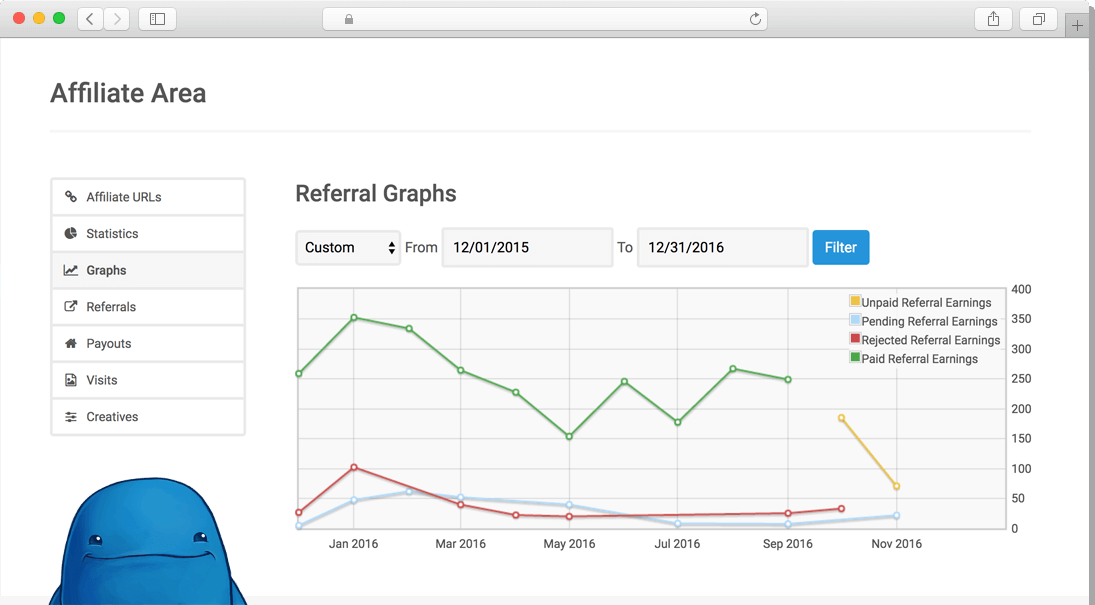 Affiliate Area
Affiliate URLs
Statistics
Graphs
Referrals
Payouts
Visits
Creatives
Referral Graphs
Custom From 12/01/2015 To 12/31/2016 Filter
Unpaid Referral Earnings
Pending Referral Earnings
Rejected Referral Earnings
Paid Referral Earnings
400
350
300
250
200
150
100
50
0
Jan 2016 Mar 2016 May 2016 Jul 2016 Sep 2016 Nov 2016